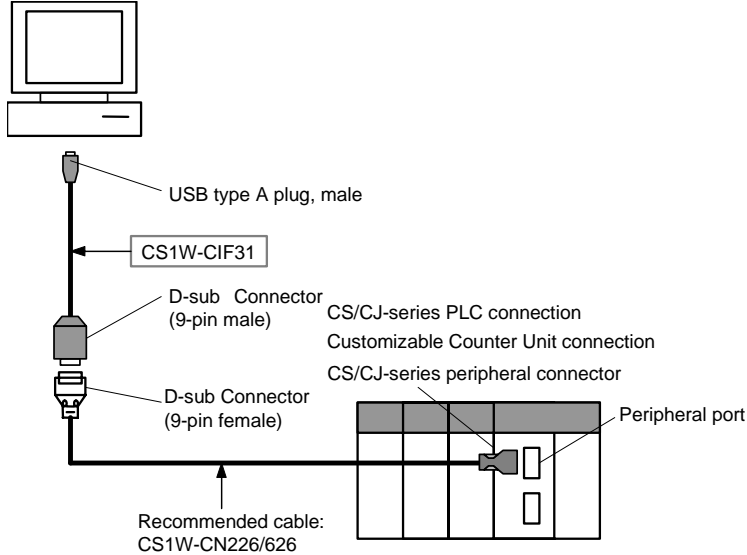 USB type A plug, male
CS1W-CIF31
D-sub Connector
(9-pin male)
CS/CJ-series PLC connection
Customizable Counter Unit connection
CS/CJ-series peripheral connector
D-sub Connector
(9-pin female)
Peripheral port
Recommended cable:
CS1W-CN226/626